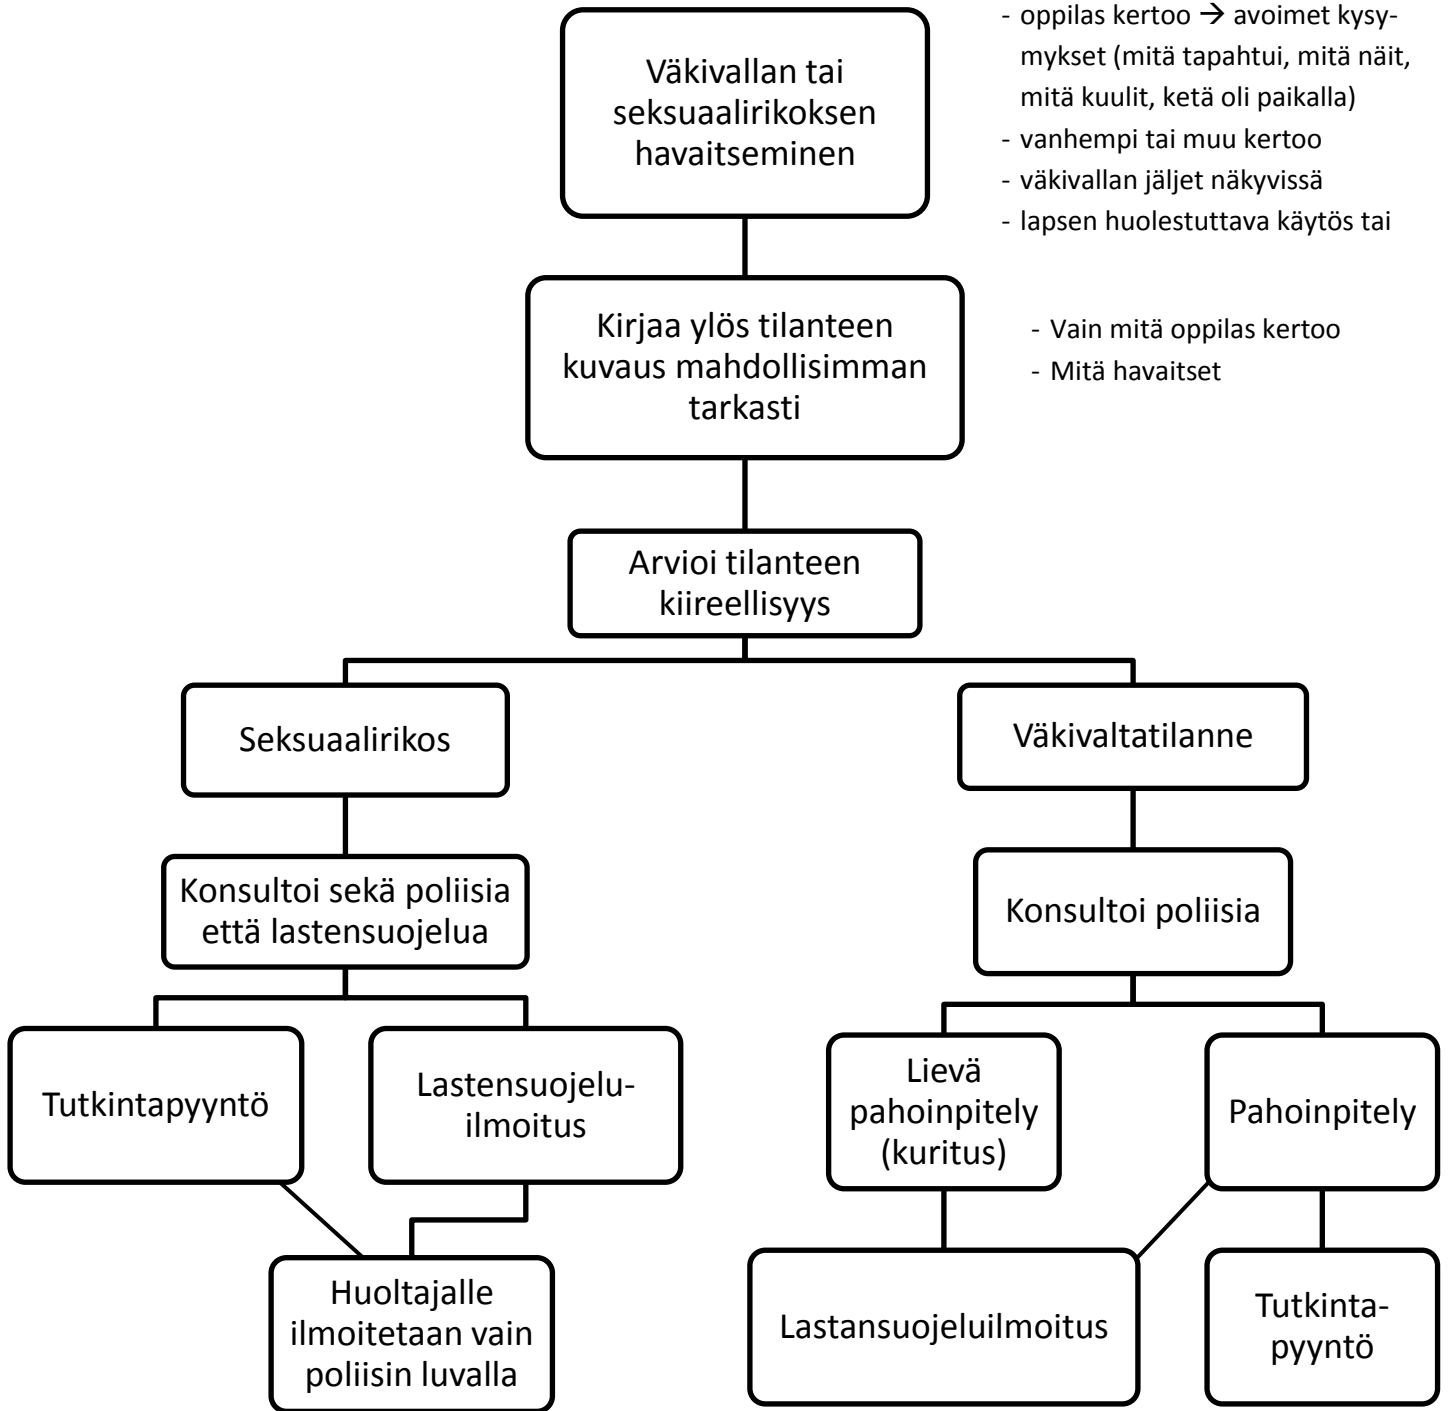 Väkivallan tai
seksuaalirikoksen
havaitseminen
- oppilas kertoo → avoimet kysy-
mykset (mitä tapahtui, mitä näit,
mitä kuulit, ketä oli paikalla)
- vanhempi tai muu kertoo
- väkivallan jäljet näkyvissä
- lapsen huolestuttava käytös tai
Kirjaa ylös tilanteen
kuvaus mahdollisimman
tarkasti
- Vain mitä oppilas kertoo
- Mitä havaitset
Arvioi tilanteen
kiireellisyys
Seksuaalirikos
Väkivaltatilanne
Konsultoi sekä poliisia
että lastensuojelua
Konsultoi poliisia
Tutkintapyyntö
Lastensuojelu-
ilmoitus
Lievä
pahoinpitely
(kuritus)
Pahoinpitely
Huoltajalle
ilmoitetaan vain
poliisin luvalla
Lastansuojeluilmoitus
Tutkinta-
pyyntö